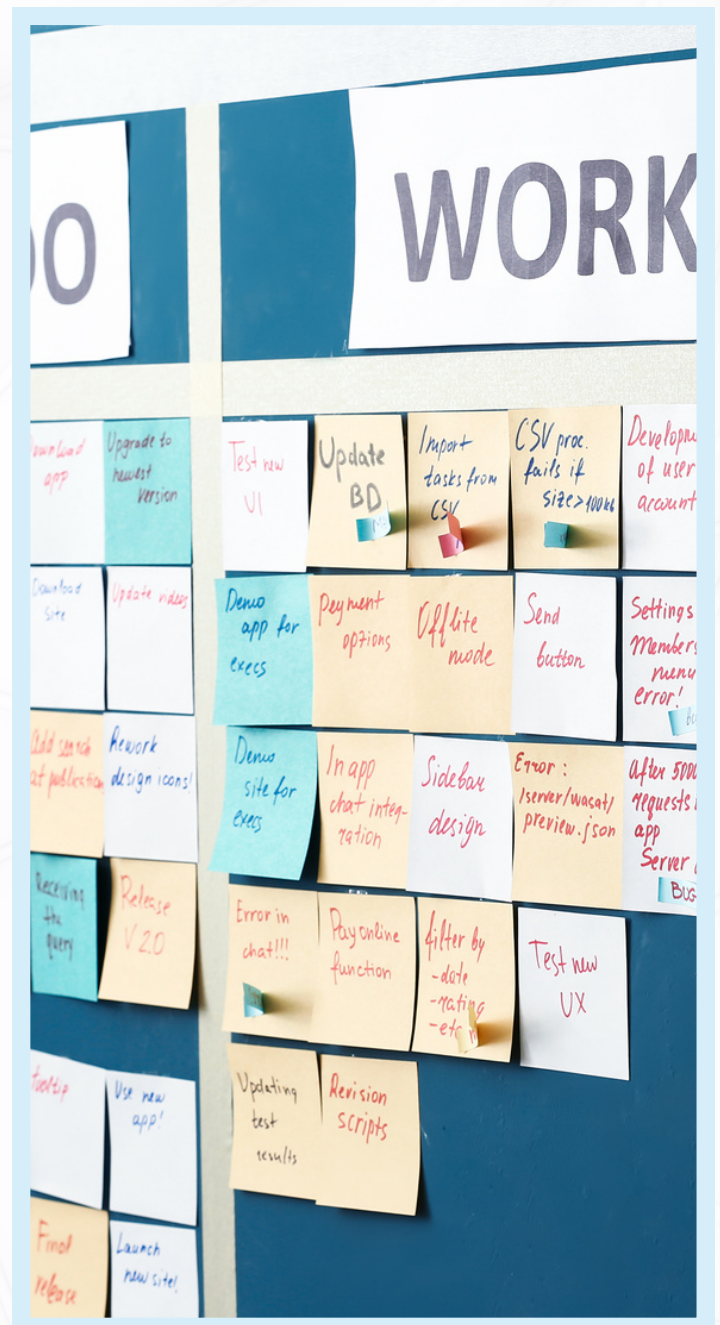 DO
WORK
Download
app
Upgrade to
newest
version
Download
site
Update videos
Add search
at publication
Rework
design icons!
Receiving
the
query
Release
V 2.0
tooltip
Use new
app!
Final
release
Launch
new site!
Test new
UI
Update
BD
Import
tasks from
CSV
CSV proc.
fails if
size>100kb
of user
account
Demo
app for
execs
peyment
options
Offlite
mode
Send
button
Settings
Members
menu
error!
Demo
site for
execs
In app
chat integ-
ration
Sidebar
design
Error :
/server/wasat/
preview.json
After
requests
app
Server
BUG
Error in
chat!!!
Pay online
function
filter by
-date
-rating
-etc
Test new
UX
Updating
test
results
Revision
scripts